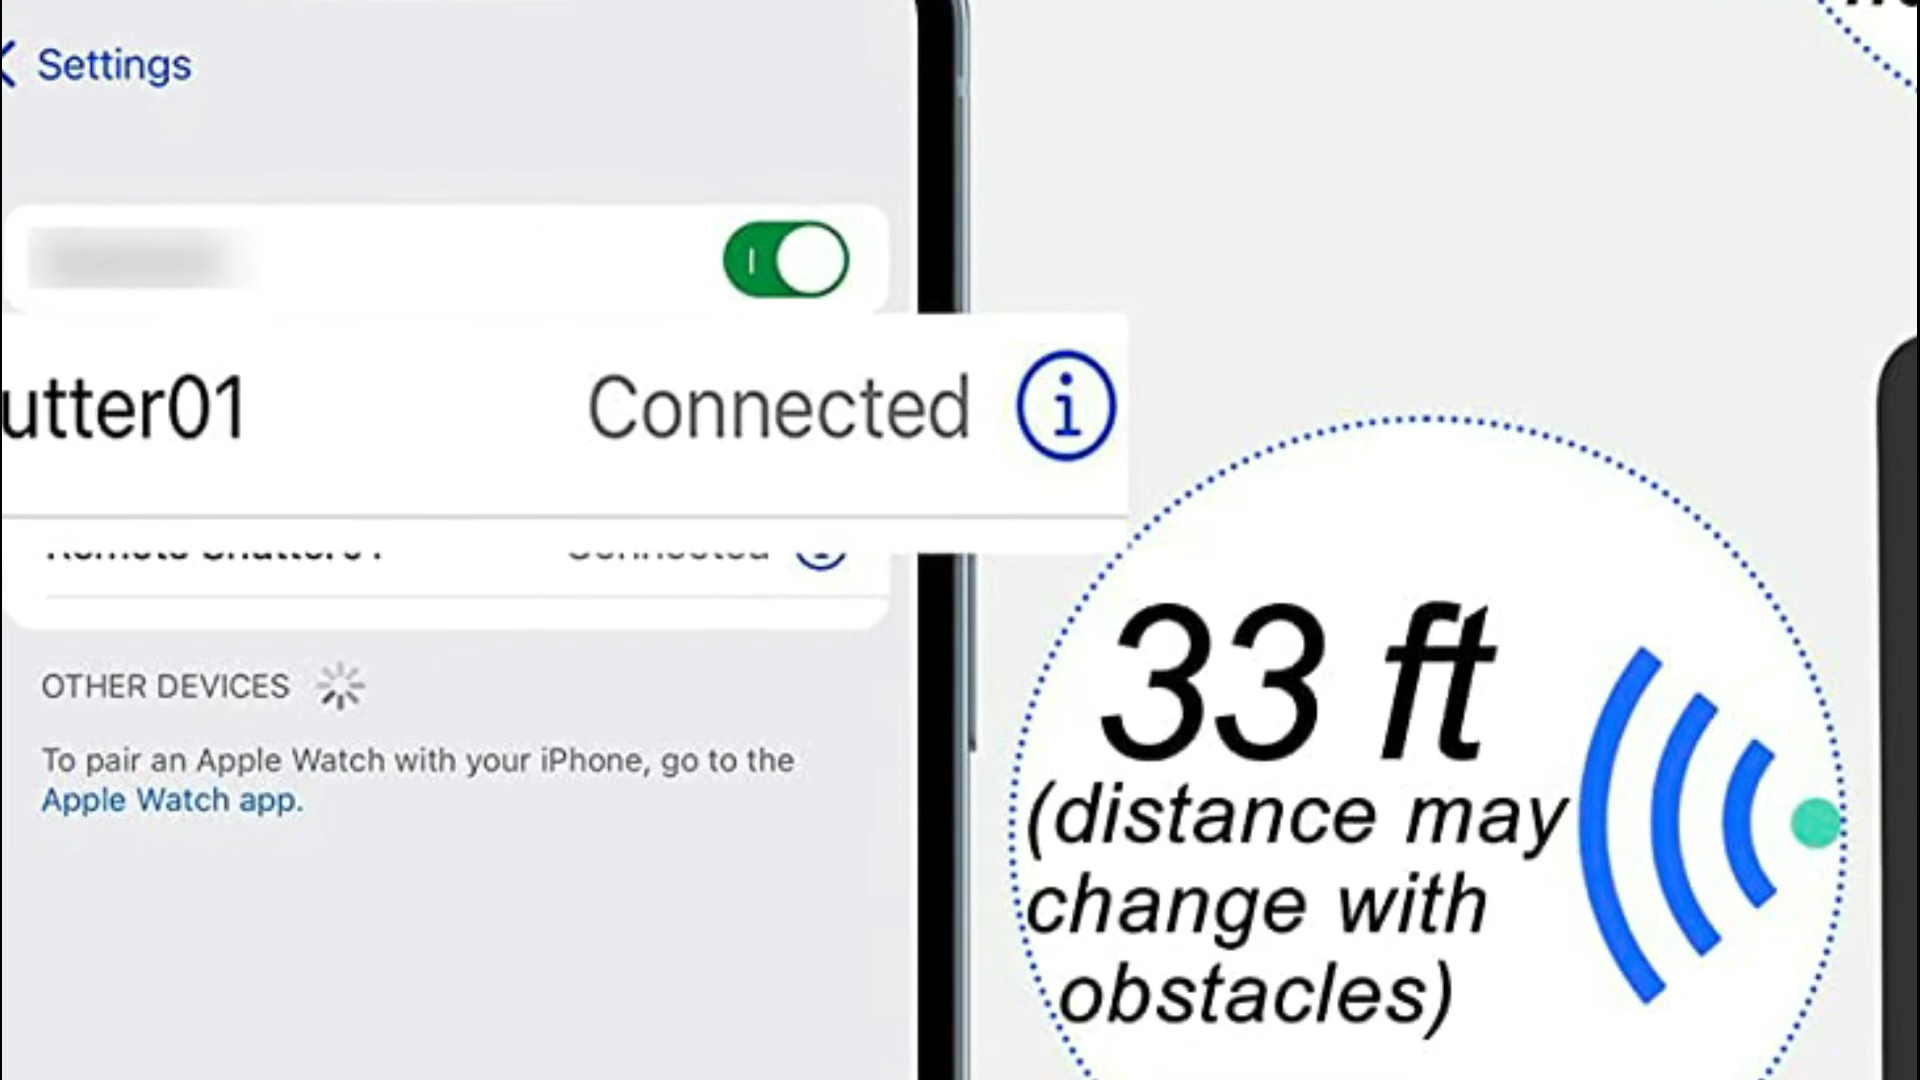 Settings
utter01 Connected
OTHER DEVICES
To pair an Apple Watch with your iPhone, go to the
Apple Watch app.
33 ft
(distance may
change with
obstacles)